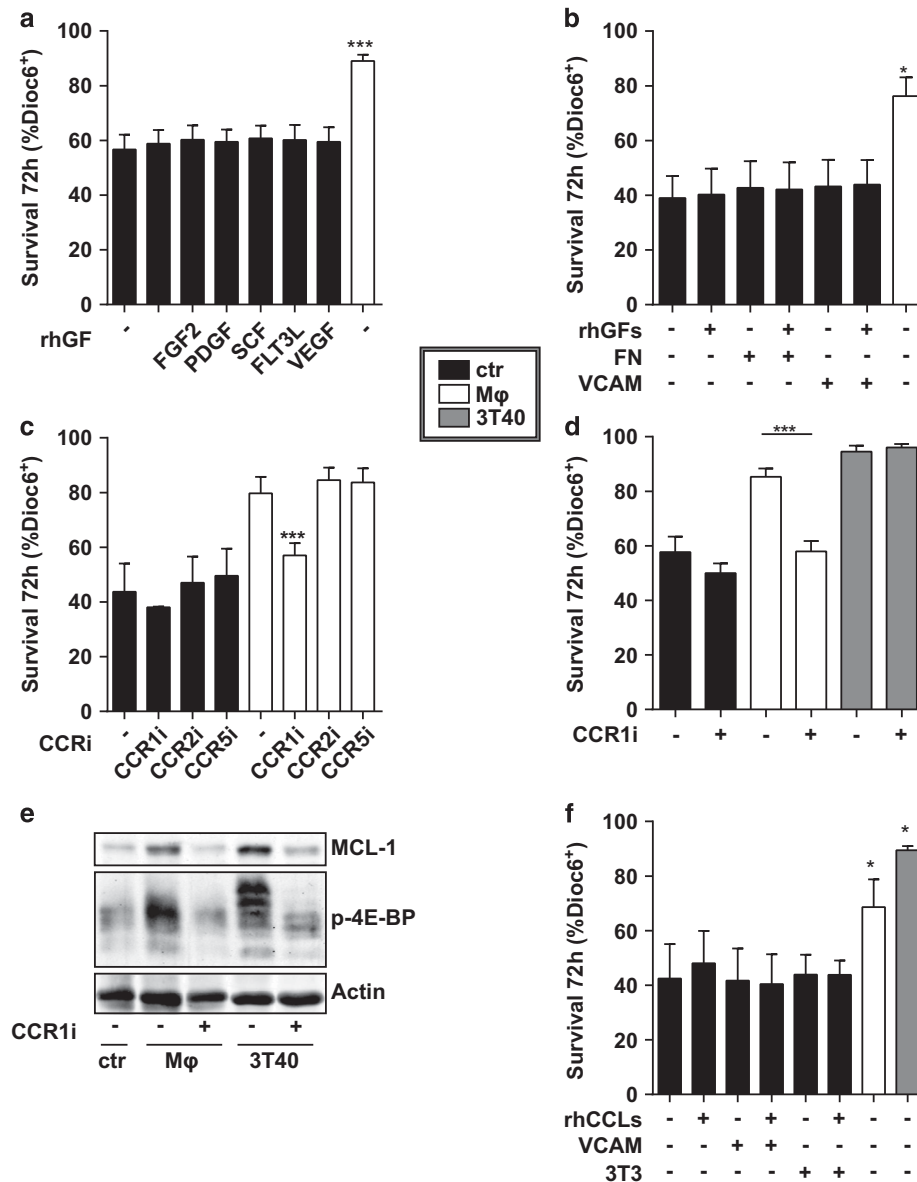 a
Survival 72h (%Dioc6+)
100
80
60
40
20
0
***
rhGF
- FGF2 PDGF SCF FLT3L VEGF -
b
Survival 72h (%Dioc6+)
100
80
60
40
20
0
*
rhGFs - + - + - + -
FN - - + + - - -
VCAM - - - - + + -
ctr
Mφ
3T40
c
Survival 72h (%Dioc6+)
100
80
60
40
20
0
***
CCRi
- CCR1i CCR2i CCR5i - CCR1i CCR2i CCR5i
d
Survival 72h (%Dioc6+)
100
80
60
40
20
0
***
CCR1i - + - + - +
e
MCL-1
p-4E-BP
Actin
CCR1i - - + - +
ctr Mφ 3T40
f
Survival 72h (%Dioc6+)
100
80
60
40
20
0
* *
rhCCLs - + - + - + - -
VCAM - - + + - - - -
3T3 - - - - + + - -